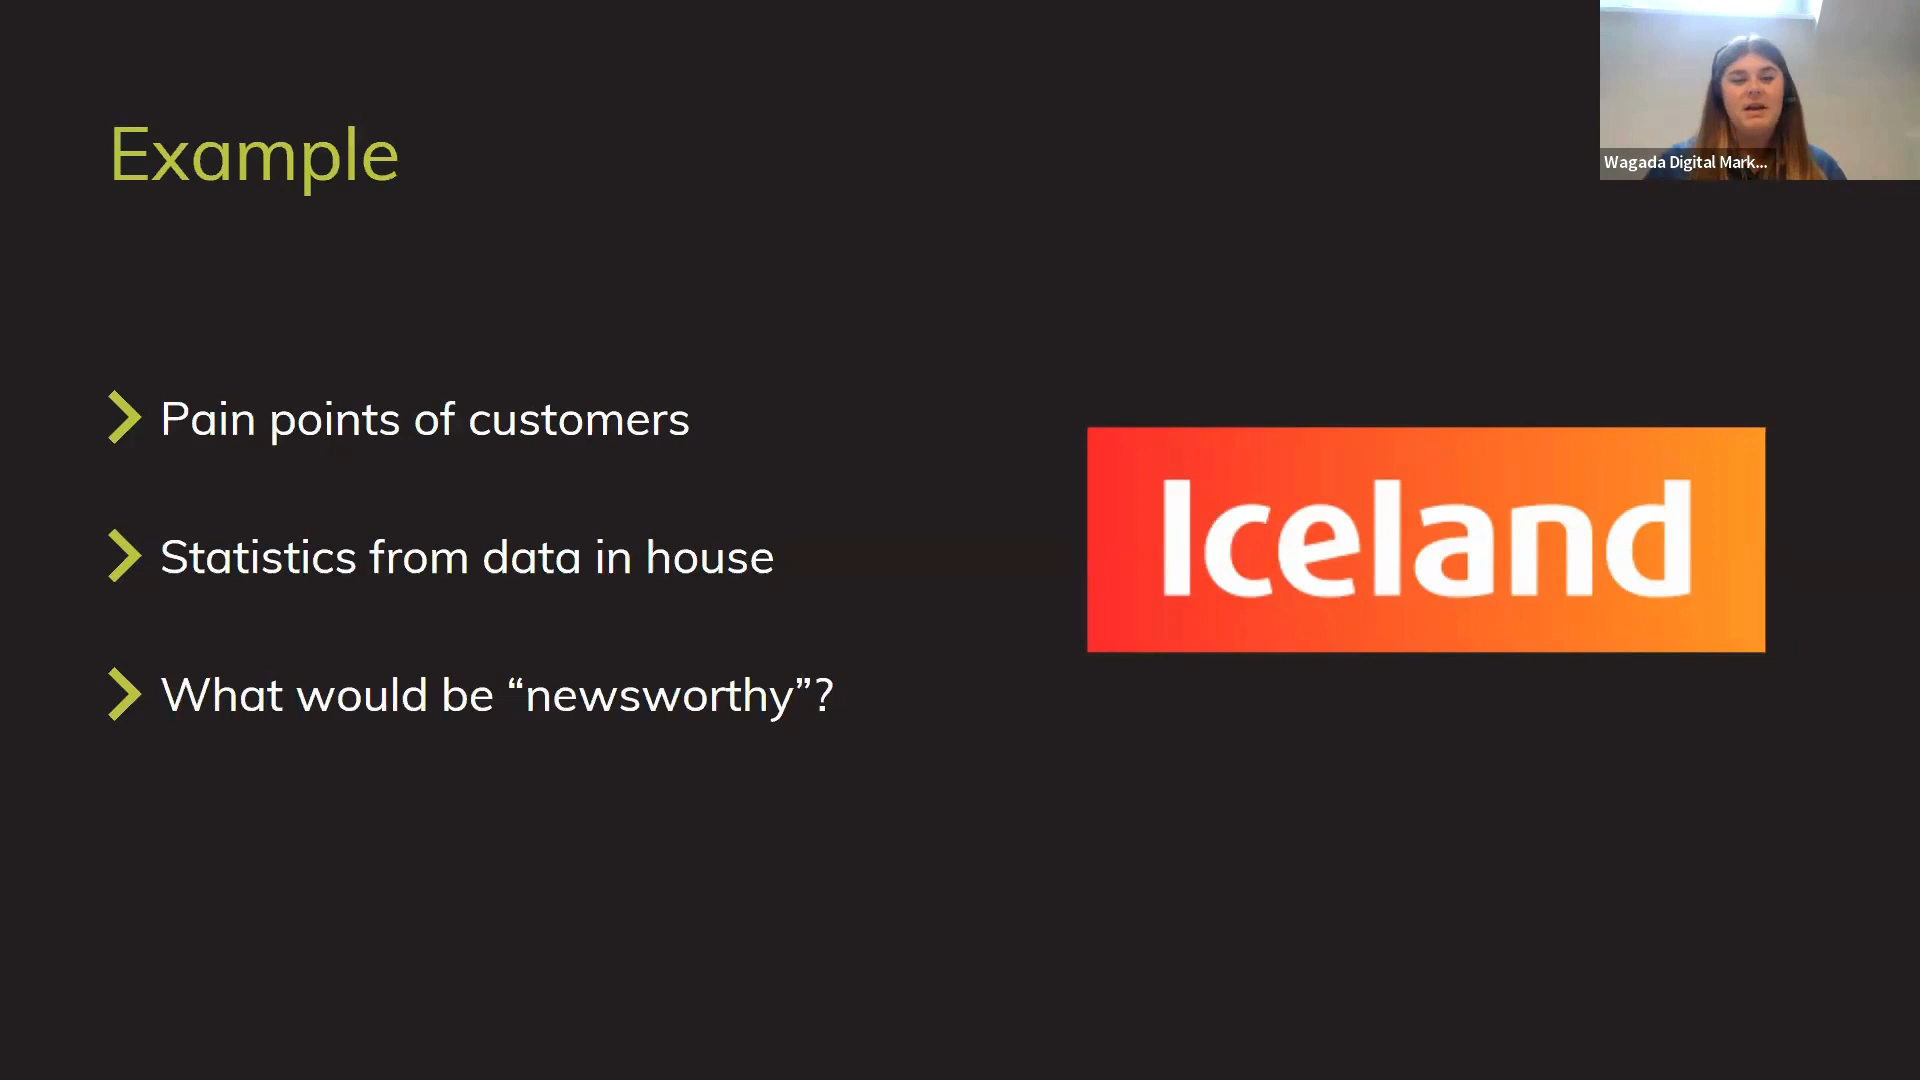 Example
Wagada Digital Mark...
Pain points of customers
Statistics from data in house
What would be “newsworthy”?
Iceland